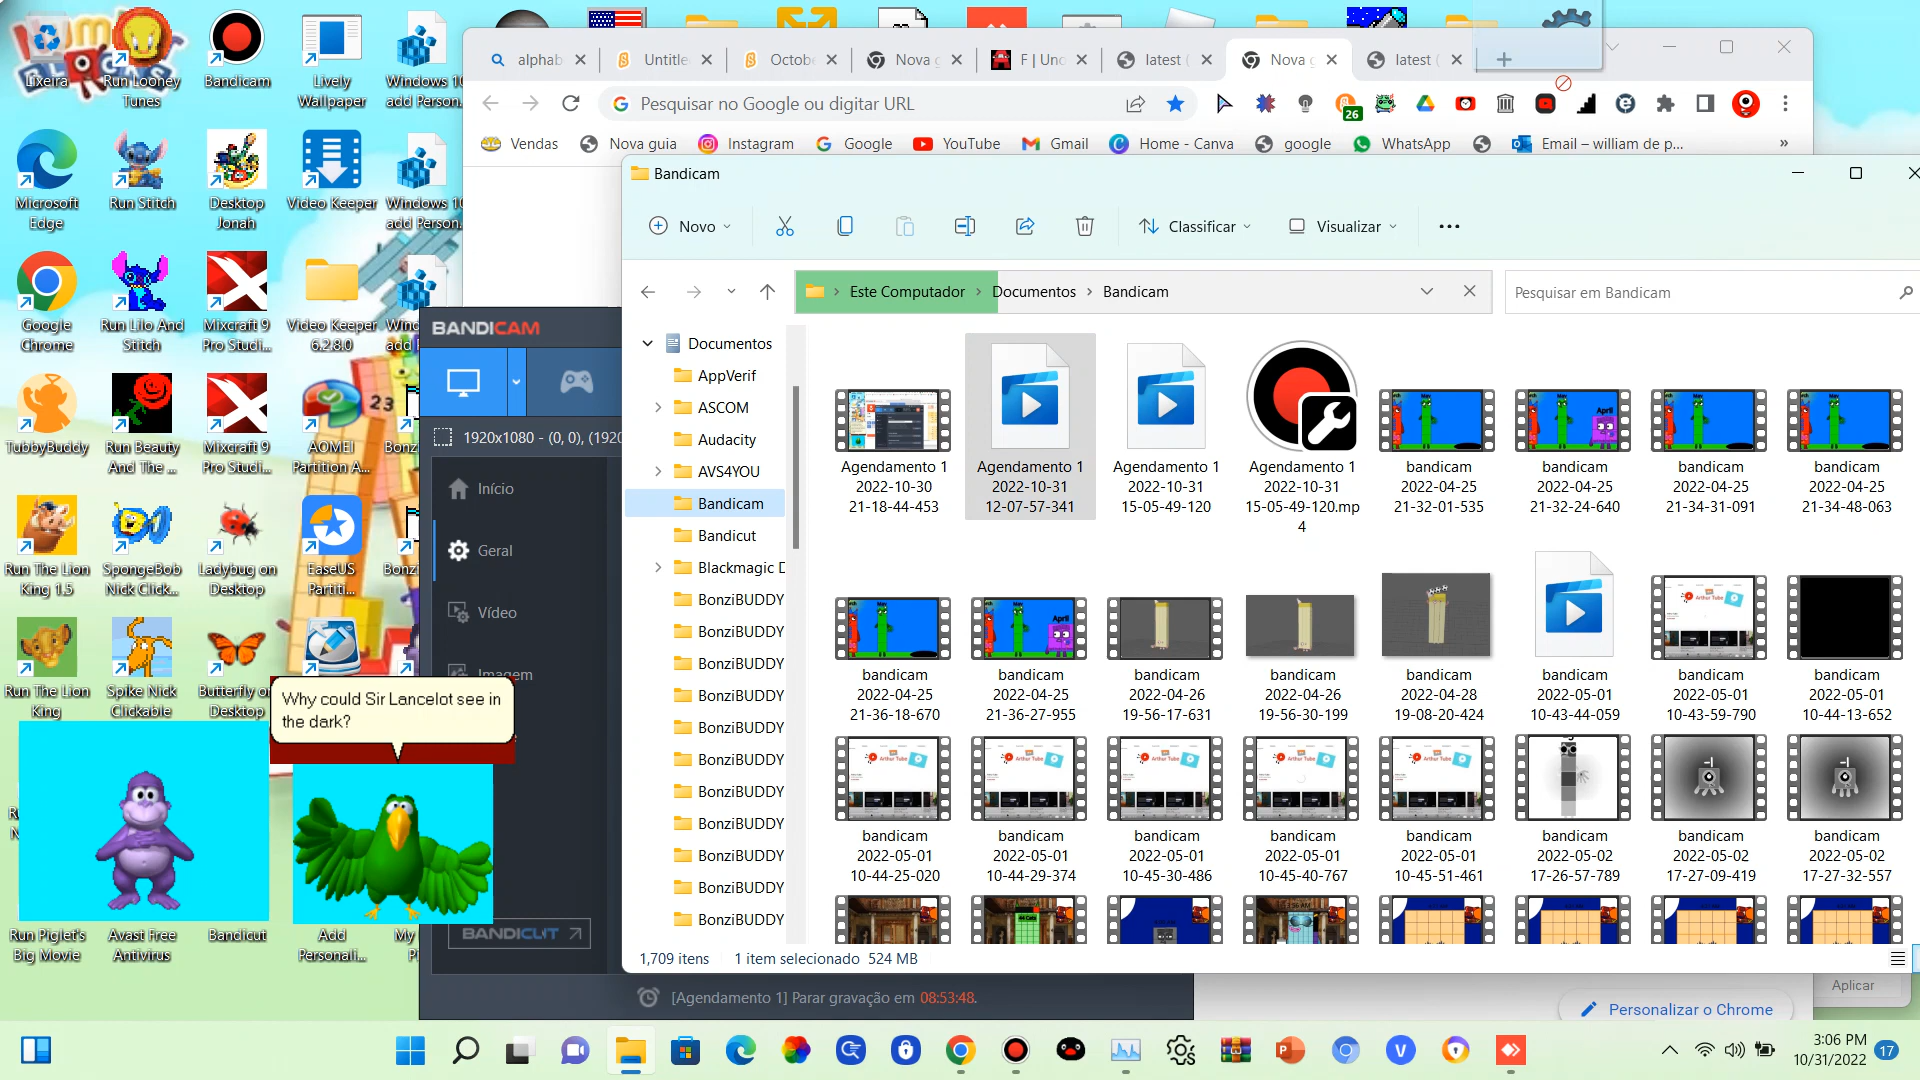 Lixeira
Run Looney
Tunes
Bandicam
Lively
Wallpaper
Windows 10
add Person...
Microsoft
Edge
Run Stitch
Desktop
Jonah
Video Keeper
Windows 10
add Person...
Google
Chrome
Run Lilo And
Stitch
Mixcraft 9
Pro Studi...
Video Keeper
6.2.8.0
TubbyBuddy
Run Beauty
And The ...
Mixcraft 9
Pro Studi...
AOMEI
Partition A...
Run The Lion
King 1.5
SpongeBob
Nick Click...
Ladybug on
Desktop
EaseUS
Partiti...
Run The Lion
King
Spike Nick
Clickable
Butterfly on
Desktop
Why could Sir Lancelot see in
the dark?
Run Piglet's
Big Movie
Avast Free
Antivirus
Bandicut
Add
Personali...
My
alphab
Untitle
Octobe
Nova g
F | Unc
latest (
Nova g
latest (
Pesquisar no Google ou digitar URL
26
Vendas
Nova guia
Instagram
Google
YouTube
Gmail
Home - Canva
google
WhatsApp
Email – william de p...
»
BANDICAM
1920x1080 - (0, 0), (192
Início
Geral
Vídeo
Imagem
BANDICUT
[Agendamento 1] Parar gravação em 08:53:48.
Bandicam
Novo
Classificar
Visualizar
Este Computador
Documentos
Bandicam
Pesquisar em Bandicam
Documentos
AppVerif
ASCOM
Audacity
AVS4YOU
Bandicam
Bandicut
Blackmagic D
BonziBUDDY
BonziBUDDY
BonziBUDDY
BonziBUDDY
BonziBUDDY
BonziBUDDY
BonziBUDDY
BonziBUDDY
BonziBUDDY
BonziBUDDY
BonziBUDDY
Agendamento 1
2022-10-30
21-18-44-453
Agendamento 1
2022-10-31
12-07-57-341
Agendamento 1
2022-10-31
15-05-49-120
Agendamento 1
2022-10-31
15-05-49-120.mp
4
bandicam
2022-04-25
21-32-01-535
bandicam
2022-04-25
21-32-24-640
bandicam
2022-04-25
21-34-31-091
bandicam
2022-04-25
21-34-48-063
bandicam
2022-04-25
21-36-18-670
bandicam
2022-04-25
21-36-27-955
bandicam
2022-04-26
19-56-17-631
bandicam
2022-04-26
19-56-30-199
bandicam
2022-04-28
19-08-20-424
bandicam
2022-05-01
10-43-44-059
bandicam
2022-05-01
10-43-59-790
bandicam
2022-05-01
10-44-13-652
bandicam
2022-05-01
10-44-25-020
bandicam
2022-05-01
10-44-29-374
bandicam
2022-05-01
10-45-30-486
bandicam
2022-05-01
10-45-40-767
bandicam
2022-05-01
10-45-51-461
bandicam
2022-05-02
17-26-57-789
bandicam
2022-05-02
17-27-09-419
bandicam
2022-05-02
17-27-32-557
1,709 itens
1 item selecionado 524 MB
Aplicar
Personalizar o Chrome
3:06 PM
10/31/2022
17